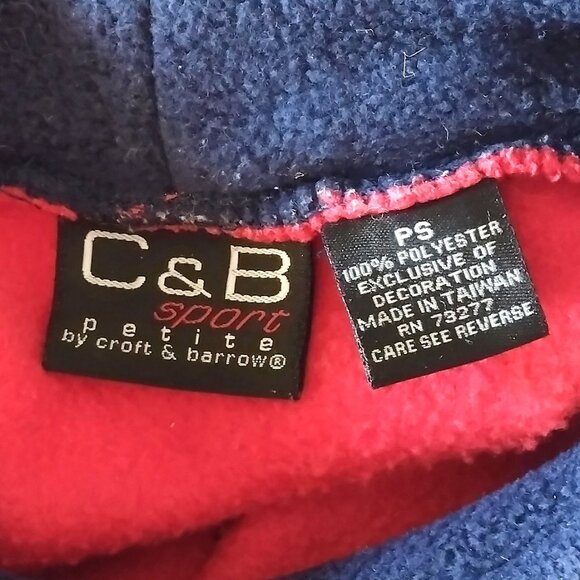 C & B
sport
petite
by croft & barrow®
PS
100% POLYESTER
EXCLUSIVE OF
DECORATION
MADE IN TAIWAN
RN 73277
CARE SEE REVERSE